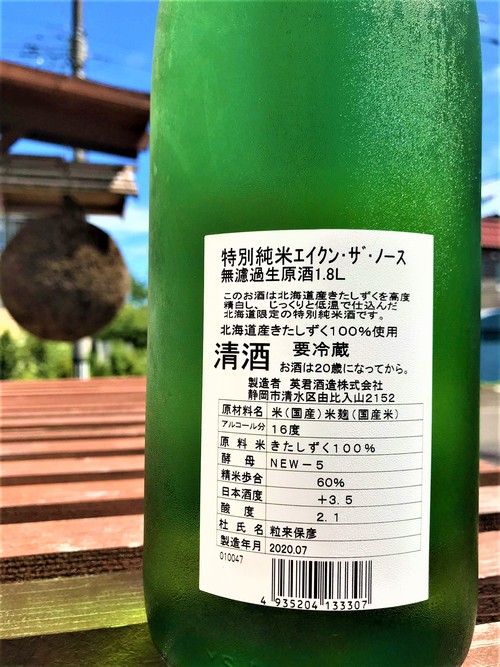 特別純米エイクン・ザ・ノース
無濾過生原酒1.8L
このお酒は北海道産きたしずくを高度
精白し、じっくりと低温で仕込んだ
北海道限定の特別純米酒です。
北海道産きたしずく100%使用
清酒 要冷蔵
お酒は20歳になってから。
製造者 英君酒造株式会社
静岡市清水区由比入山2152
原材料名 米(国産)米麹(国産米)
アルコール分 16度
原料米 きたしずく100%
酵母 NEW-5
精米歩合 60%
日本酒度 +3.5
酸度 2.1
杜氏名 粒来保彦
製造年月 2020.07
010047
4 935204 133307